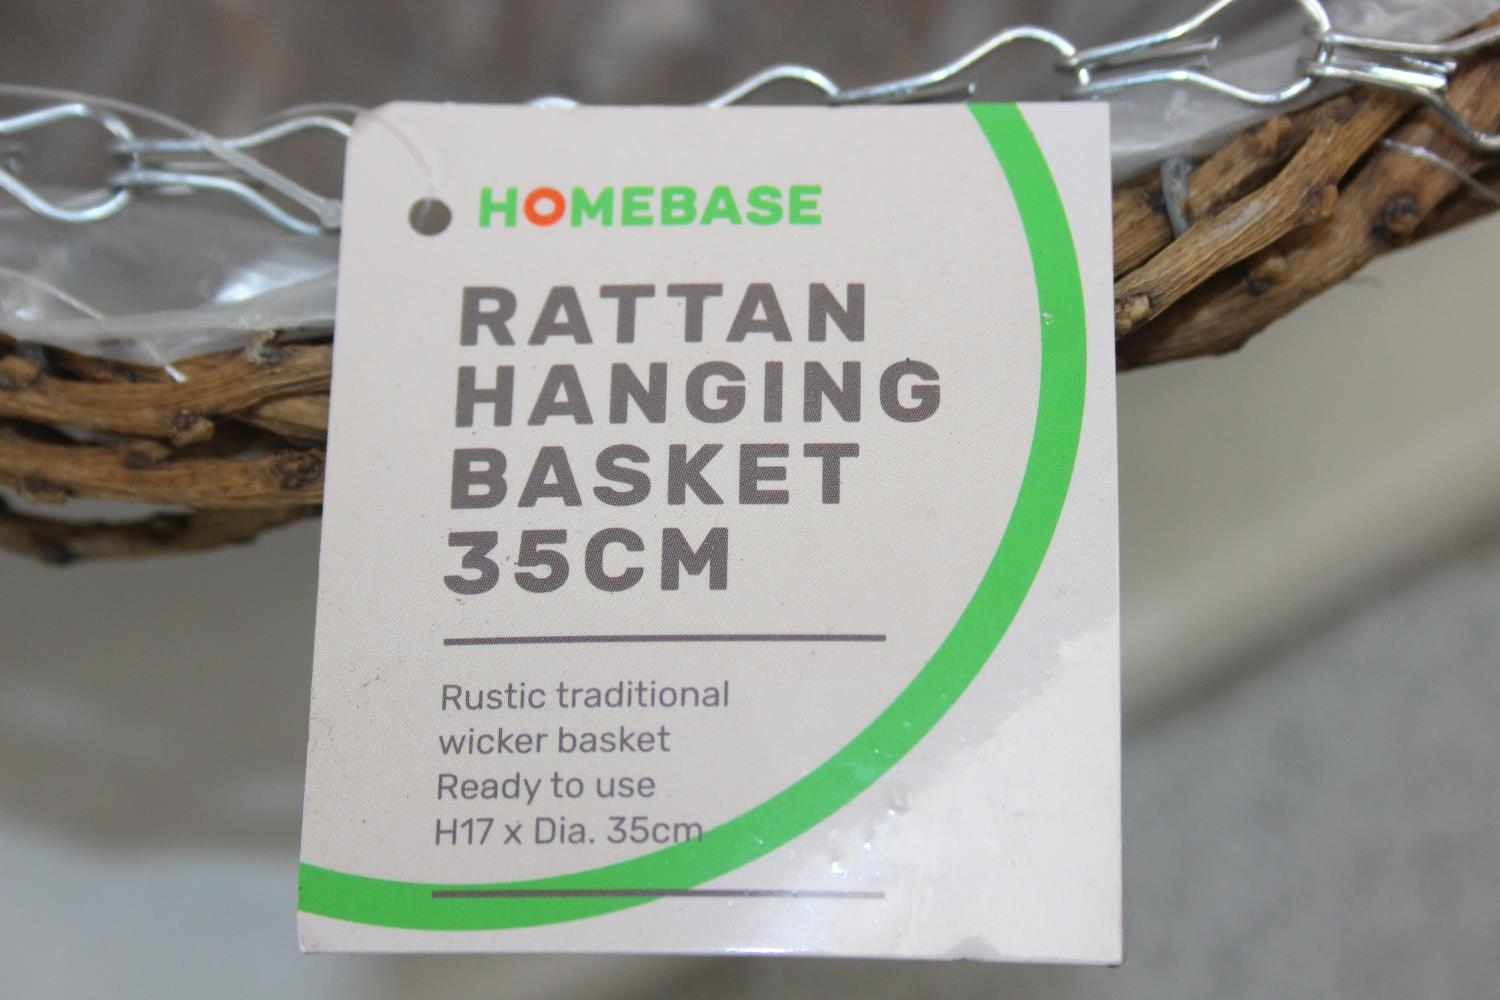 HOMEBASE
RATTAN
HANGING
BASKET
35CM
Rustic traditional
wicker basket
Ready to use
H17 x Dia. 35cm